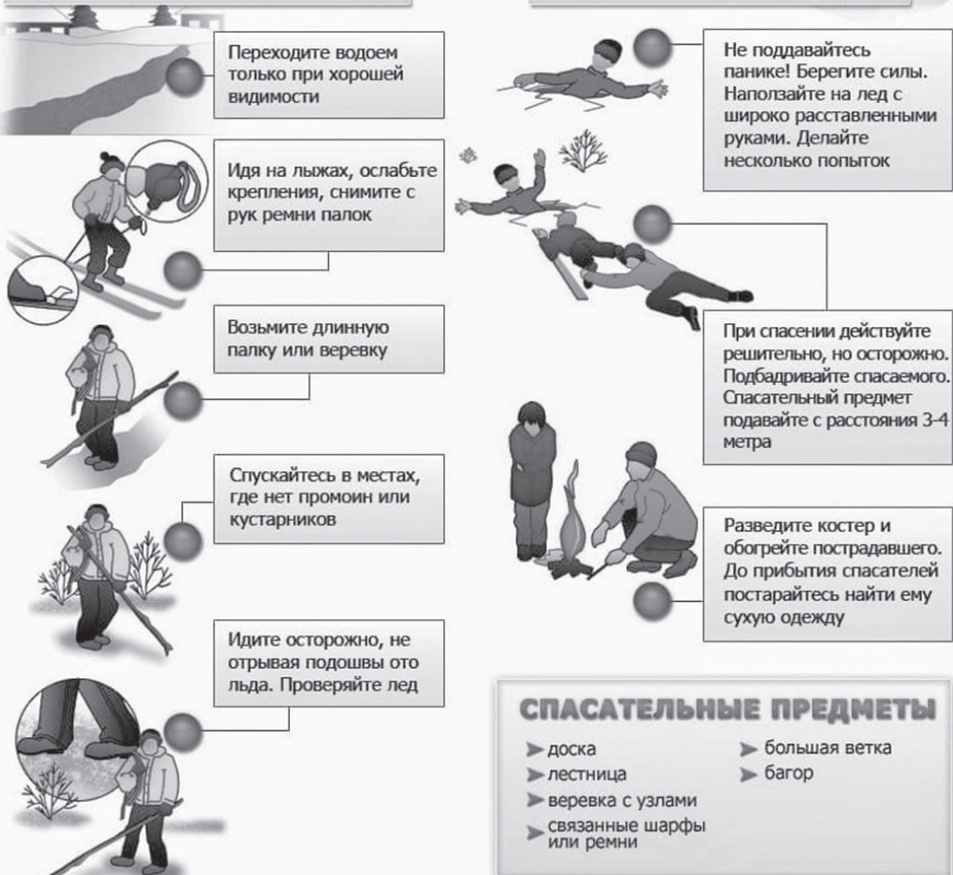 Переходите водоем
только при хорошей
видимости
Идя на лыжах, ослабьте
крепления, снимите с
рук ремни палок
Возьмите длинную
палку или веревку
Спускайтесь в местах,
где нет промоин или
кустарников
Идите осторожно, не
отрывая подошвы ото
льда. Проверяйте лед
Не поддавайтесь
панике! Берегите силы.
Наползайте на лед с
широко расставленными
руками. Делайте
несколько попыток
При спасении действуйте
решительно, но осторожно.
Подбадривайте спасаемого.
Спасательный предмет
подавайте с расстояния 3-4
метра
Разведите костер и
обогрейте пострадавшего.
До прибытия спасателей
постарайтесь найти ему
сухую одежду
СПАСАТЕЛЬНЫЕ ПРЕДМЕТЫ
доска
лестница
веревка с узлами
связанные шарфы
или ремни
большая ветка
багор